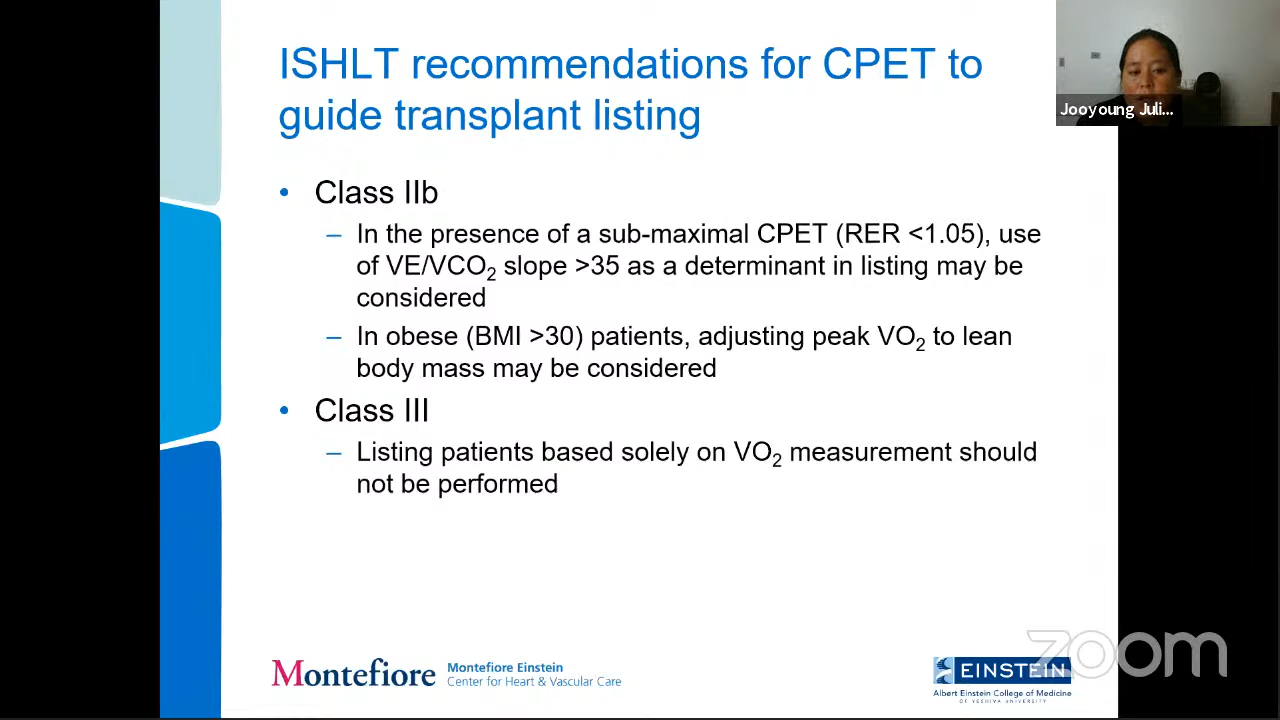 ISHLT recommendations for CPET to
guide transplant listing
Jooyoung Juli...
• Class IIb
– In the presence of a sub-maximal CPET (RER <1.05), use
of VE/VCO₂ slope >35 as a determinant in listing may be
considered
– In obese (BMI >30) patients, adjusting peak VO₂ to lean
body mass may be considered
• Class III
– Listing patients based solely on VO₂ measurement should
not be performed
Montefiore
Montefiore Einstein
Center for Heart & Vascular Care
EINSTEIN
Albert Einstein College of Medicine
OF YESHIVA UNIVERSITY
zoom